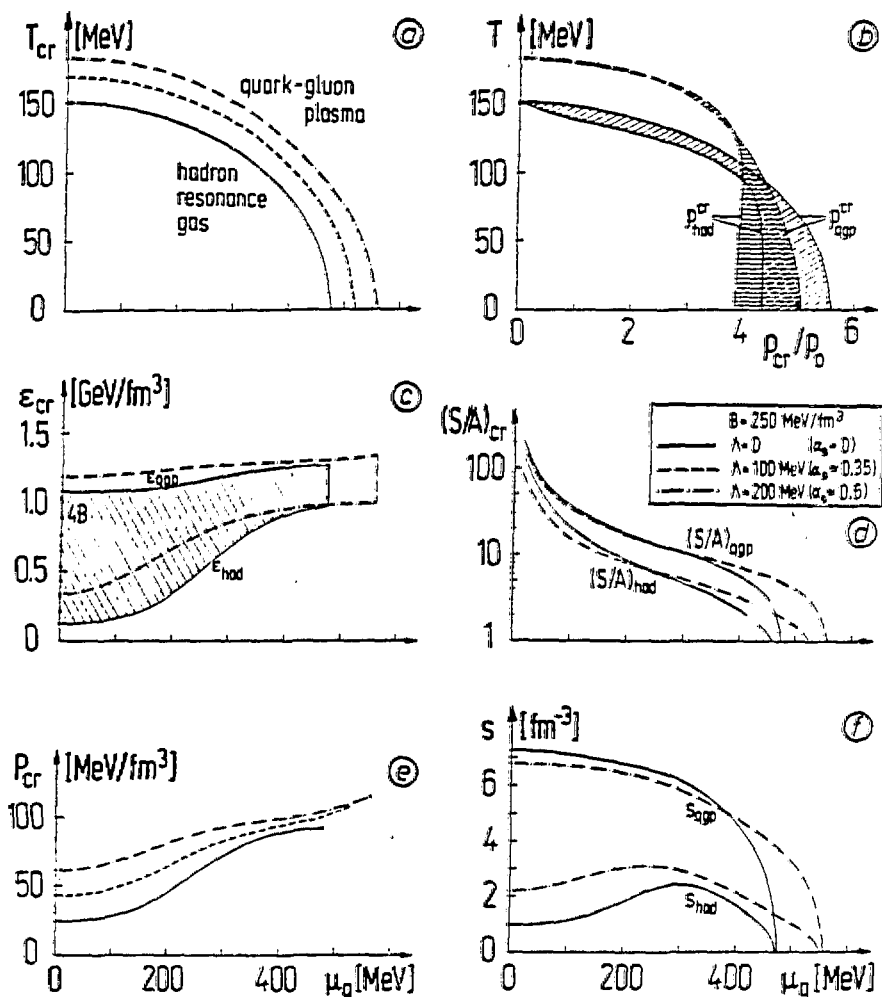 T_cr [MeV]
ⓐ
150
100
50
0
quark-gluon
plasma
hadron
resonance
gas
T [MeV]
ⓑ
150
100
50
0
ρ^cr_had
ρ^cr_qgp
0 2 4 6
ρ_cr/ρ_0
ε_cr [GeV/fm³]
ⓒ
1.5
1.0
0.5
0
ε_qgp
4B
ε_had
(S/A)_cr
100
10
1
B=250 MeV/fm³
Λ=0 (α_s=0)
Λ=100 MeV(α_s=0.35)
Λ=200 MeV(α_s=0.5)
ⓓ
(S/A)_qgp
(S/A)_had
P_cr [MeV/fm³]
ⓔ
100
50
0
0 200 400 μ_q [MeV]
s [fm⁻³]
ⓕ
6
4
2
0
s_qgp
s_had
0 200 400 μ_q [MeV]